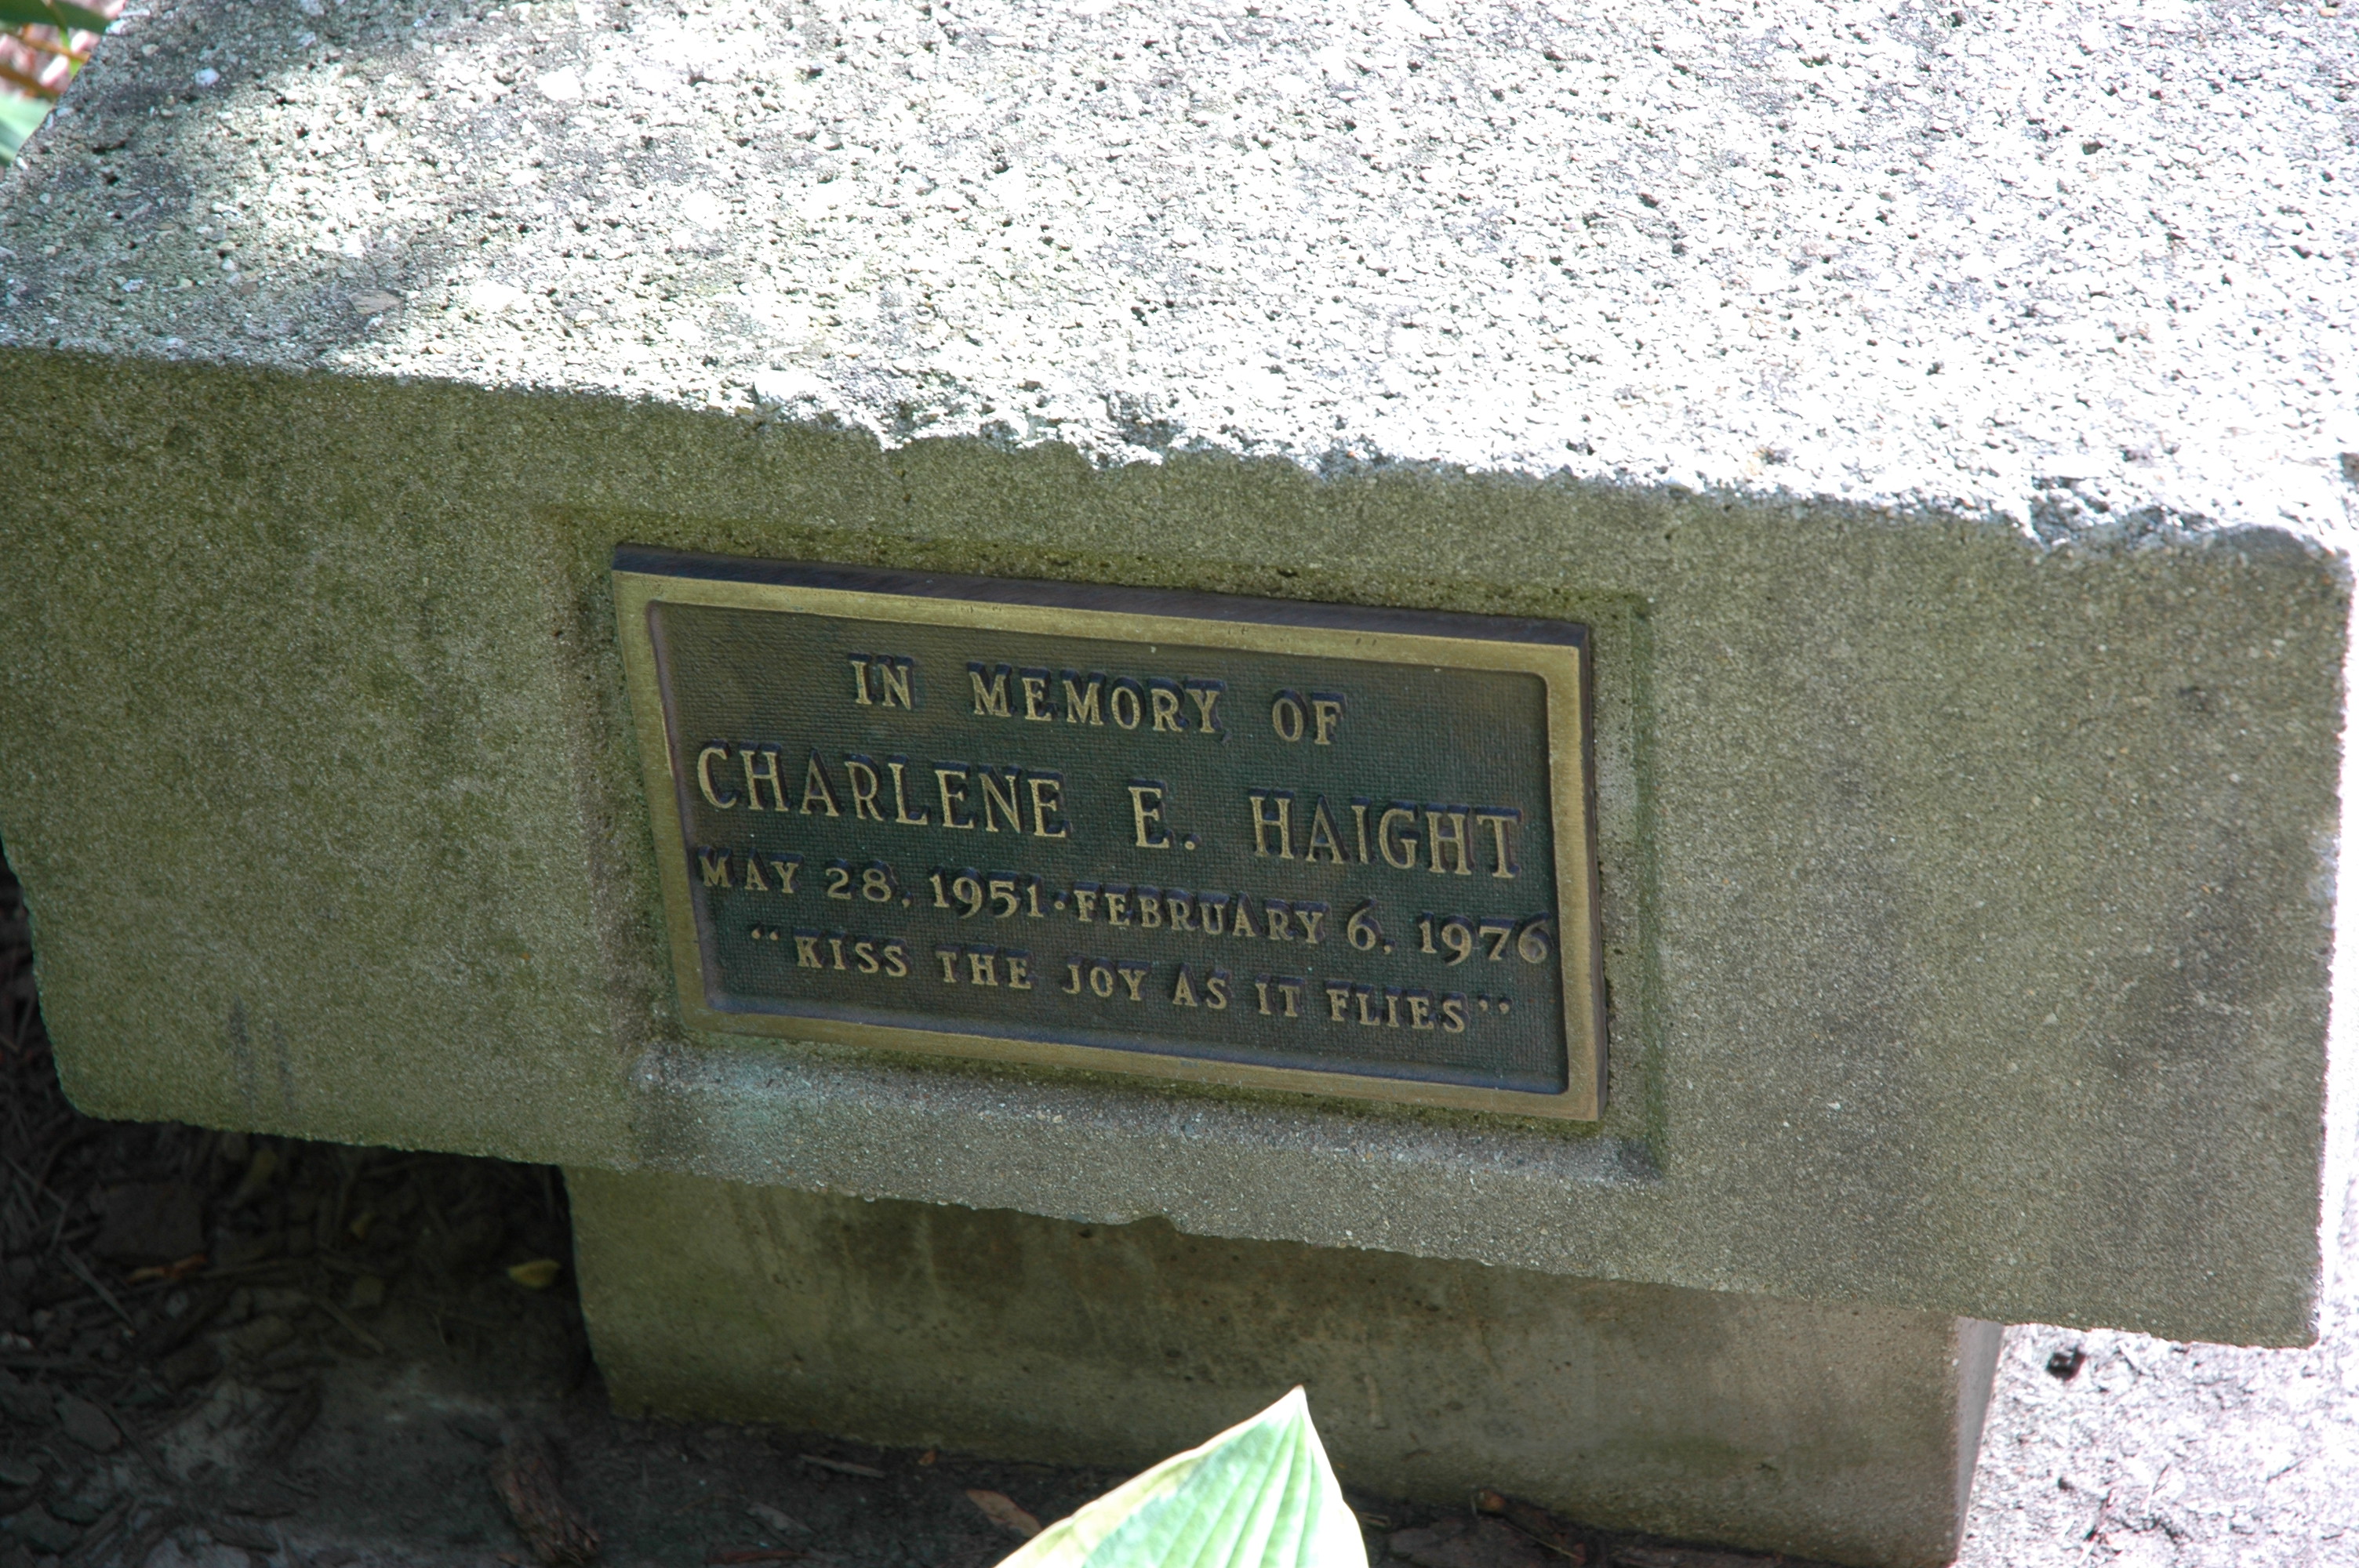 IN MEMORY OF
CHARLENE E. HAIGHT
MAY 28, 1951·FEBRUARY 6, 1976
“KISS THE JOY AS IT FLIES”